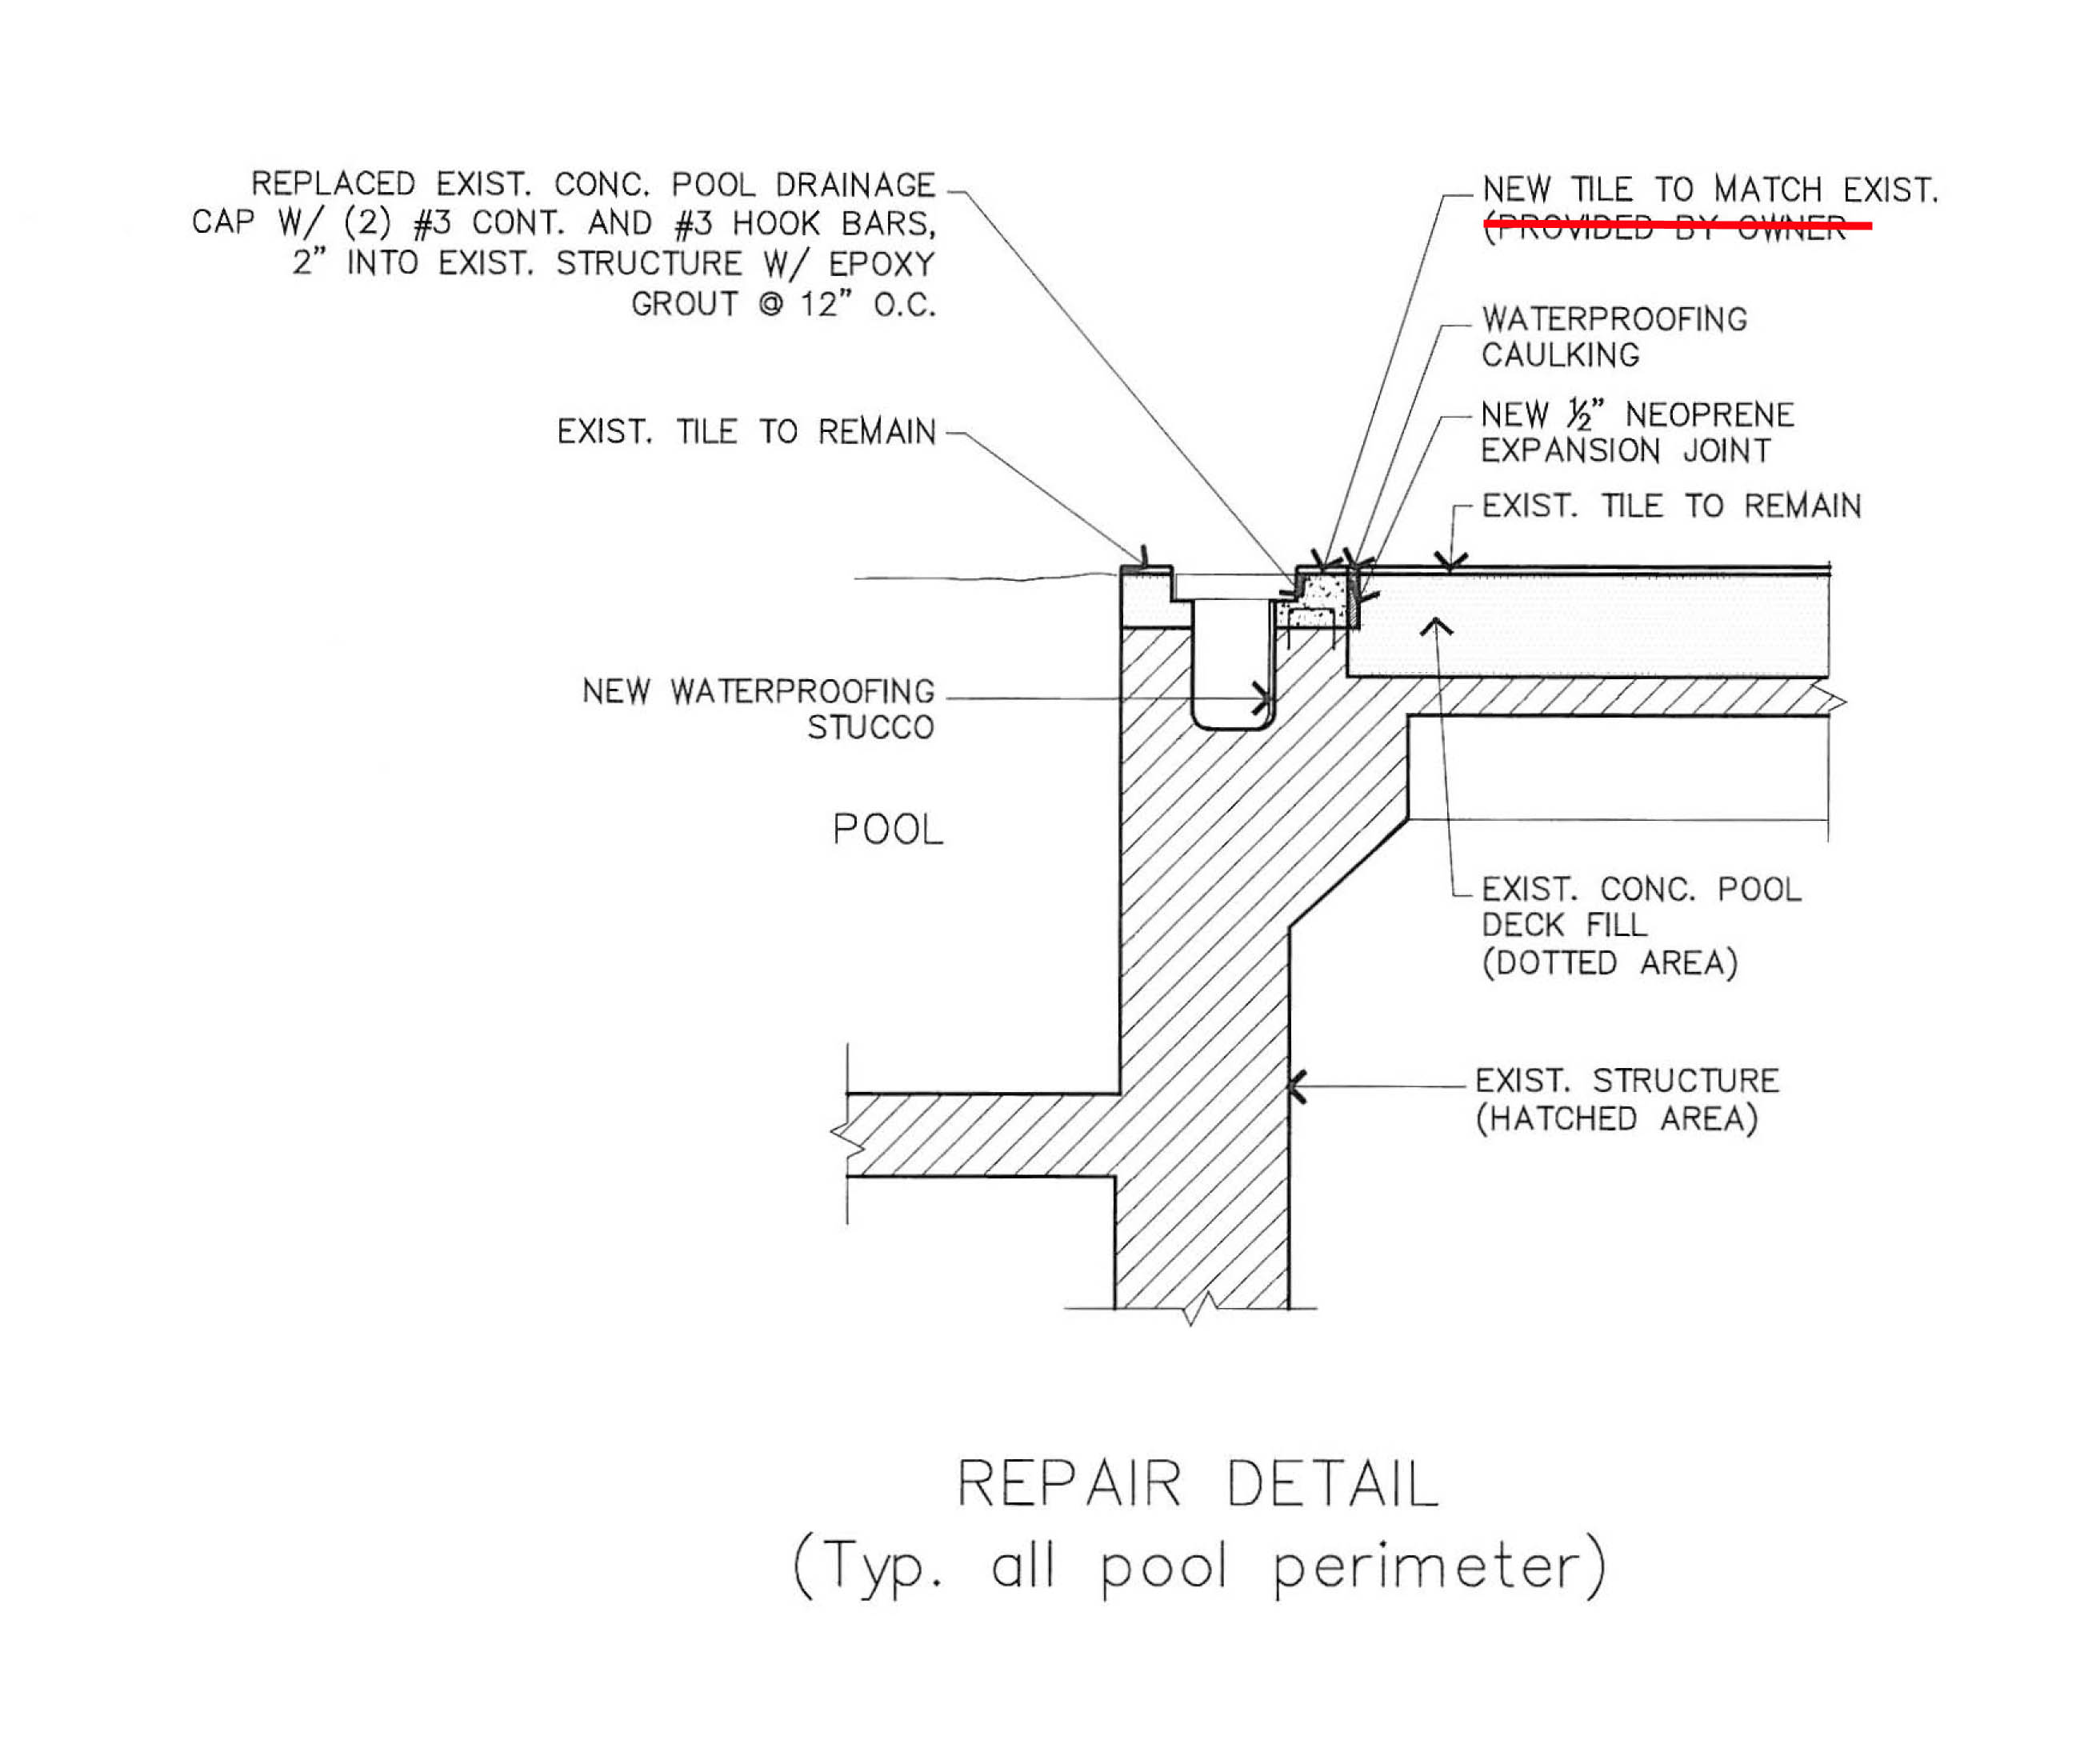 REPLACED EXIST. CONC. POOL DRAINAGE
CAP W/ (2) #3 CONT. AND #3 HOOK BARS,
2" INTO EXIST. STRUCTURE W/ EPOXY
GROUT @ 12" O.C.
NEW TILE TO MATCH EXIST.
(PROVIDED BY OWNER
WATERPROOFING
CAULKING
NEW ½" NEOPRENE
EXPANSION JOINT
EXIST. TILE TO REMAIN
EXIST. TILE TO REMAIN
NEW WATERPROOFING
STUCCO
POOL
EXIST. CONC. POOL
DECK FILL
(DOTTED AREA)
EXIST. STRUCTURE
(HATCHED AREA)
REPAIR DETAIL
(Typ. all pool perimeter)